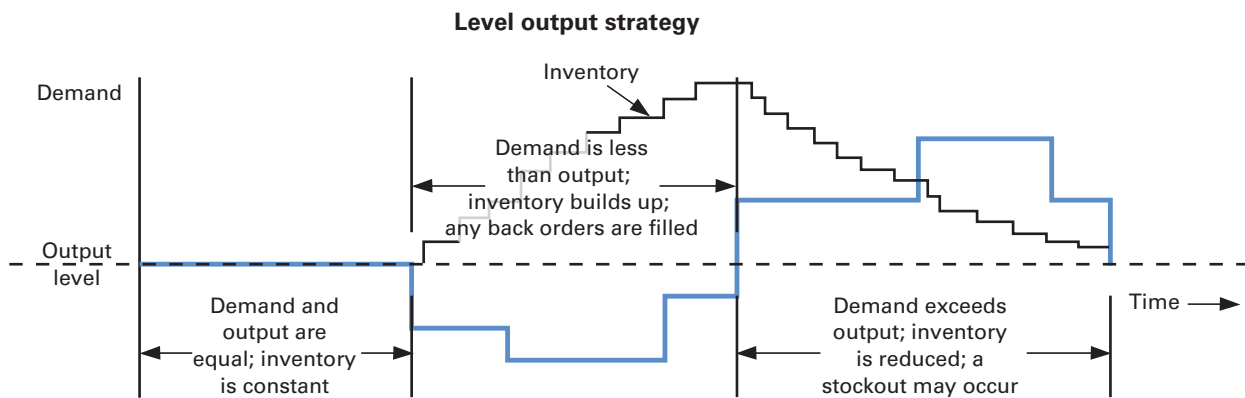 Level output strategy
Inventory
Demand
Demand is less
than output;
inventory builds up;
any back orders are filled
Output
level
Time
Demand and
output are
equal; inventory
is constant
Demand exceeds
output; inventory
is reduced; a
stockout may occur